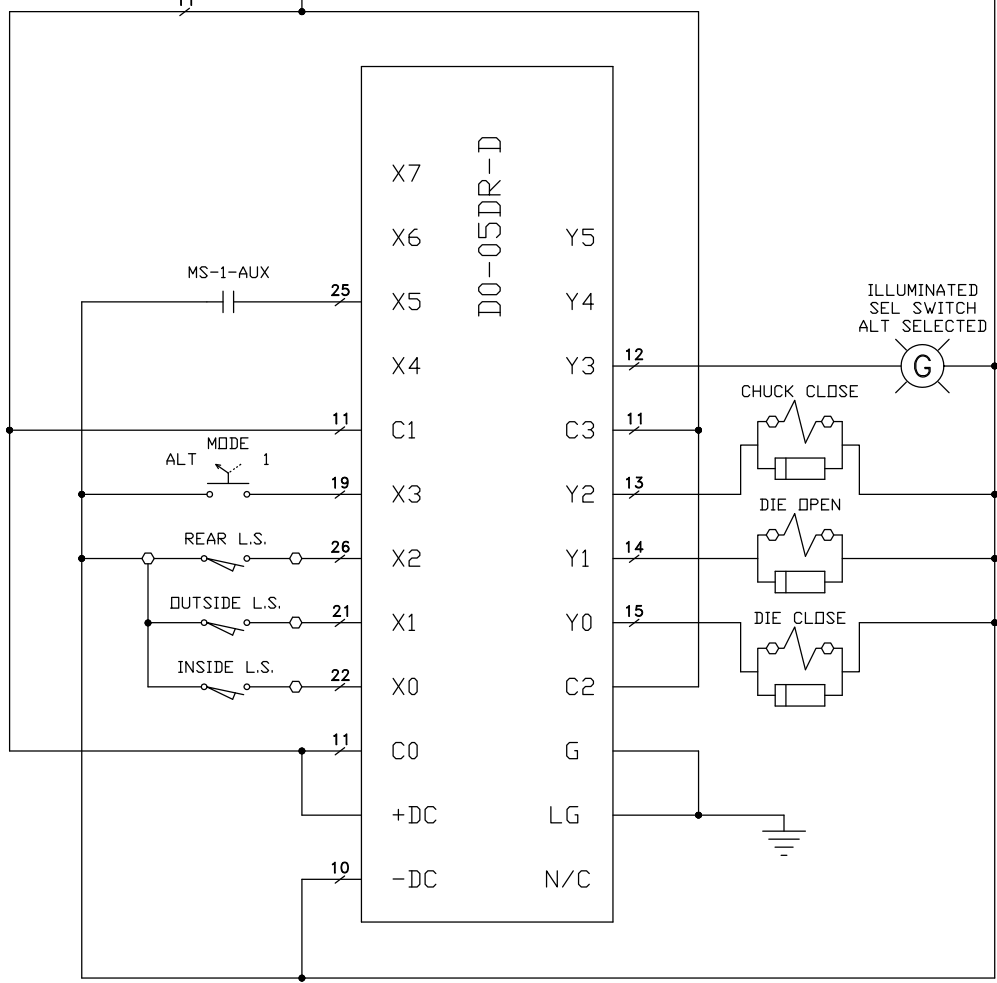 DO-05DR-D
X7
X6
Y5
MS-1-AUX
25
X5
Y4
ILLUMINATED
SEL SWITCH
ALT SELECTED
X4
Y3
12
G
CHUCK CLOSE
11
C1
C3
11
MODE
ALT 1
19
X3
Y2
13
DIE OPEN
REAR L.S.
26
X2
Y1
14
OUTSIDE L.S.
21
X1
Y0
15
DIE CLOSE
INSIDE L.S.
22
X0
C2
11
C0
G
+DC
LG
10
-DC
N/C